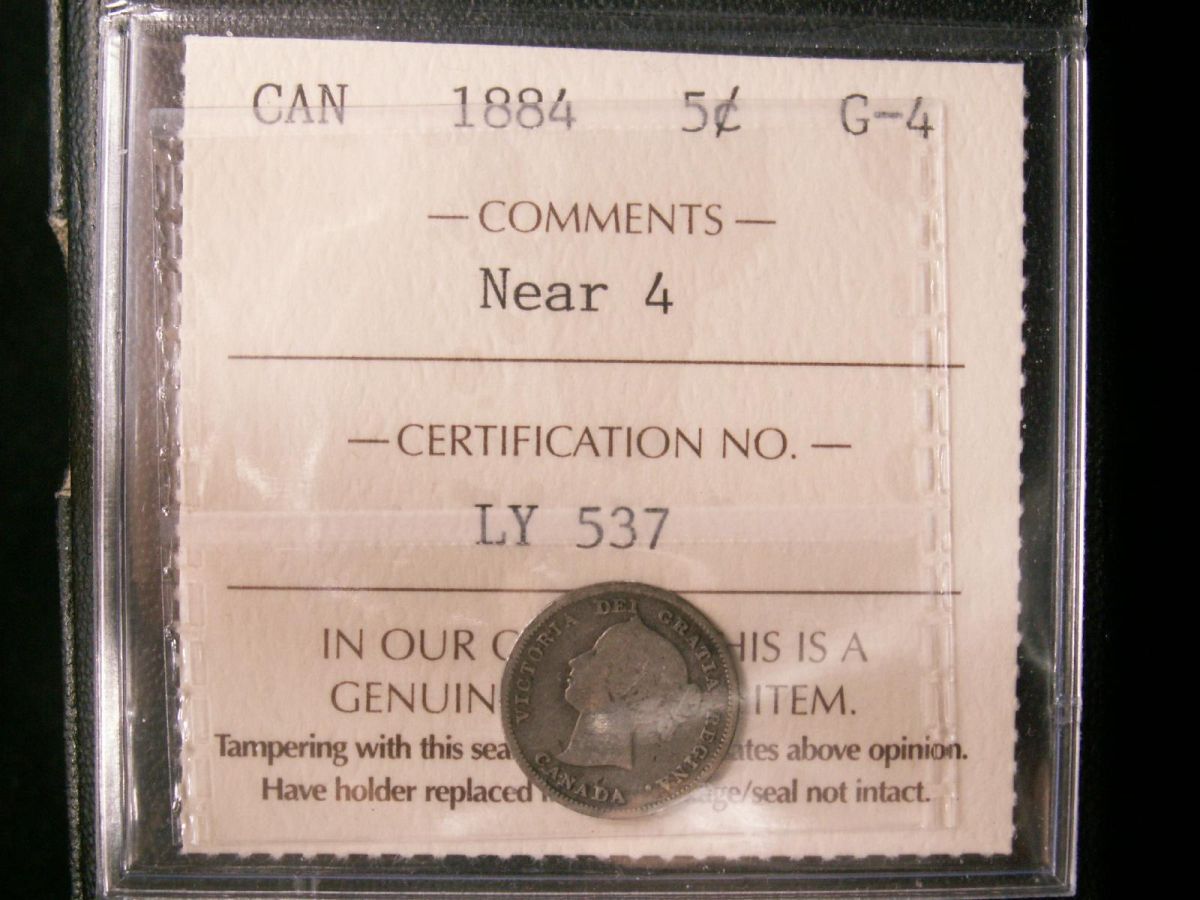 CAN 1884 5¢ G-4
— COMMENTS —
Near 4
— CERTIFICATION NO. —
LY 537
IN OUR HIS IS A
GENUIN ITEM.
Tampering with this sea ates above opinion.
Have holder replaced ge/seal not intact.
VICTORIA DEI GRATIA REGINA.
CANADA